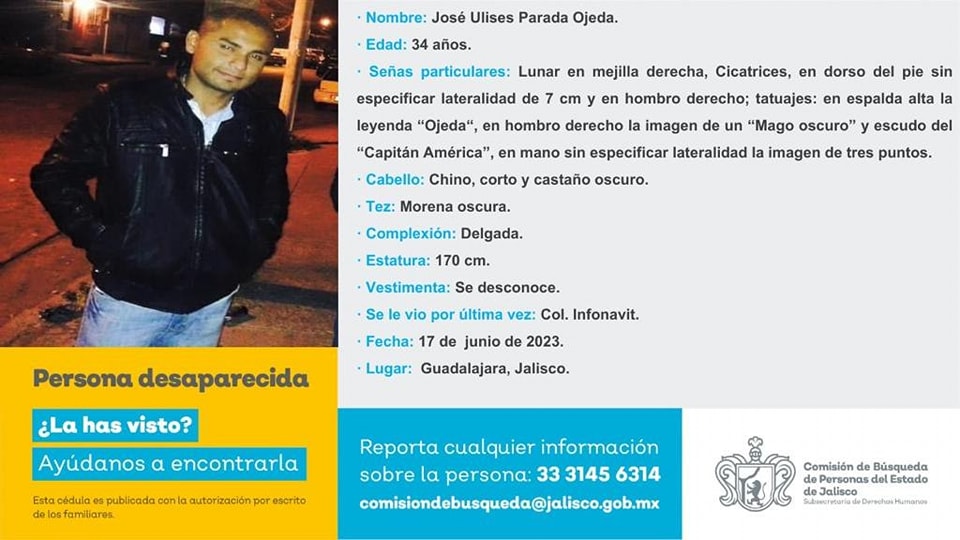 · Nombre: José Ulises Parada Ojeda.
· Edad: 34 años.
· Señas particulares: Lunar en mejilla derecha, Cicatrices, en dorso del pie sin
especificar lateralidad de 7 cm y en hombro derecho; tatuajes: en espalda alta la
leyenda “Ojeda“, en hombro derecho la imagen de un “Mago oscuro” y escudo del
“Capitán América”, en mano sin especificar lateralidad la imagen de tres puntos.
· Cabello: Chino, corto y castaño oscuro.
· Tez: Morena oscura.
· Complexión: Delgada.
· Estatura: 170 cm.
· Vestimenta: Se desconoce.
· Se le vio por última vez: Col. Infonavit.
· Fecha: 17 de junio de 2023.
· Lugar: Guadalajara, Jalisco.
Persona desaparecida
¿La has visto?
Ayúdanos a encontrarla
Esta cédula es publicada con la autorización por escrito
de los familiares.
Reporta cualquier información
sobre la persona: 33 3145 6314
comisiondebusqueda@jalisco.gob.mx
Comisión de Búsqueda
de Personas del Estado
de Jalisco
Subsecretaría de Derechos Humanos